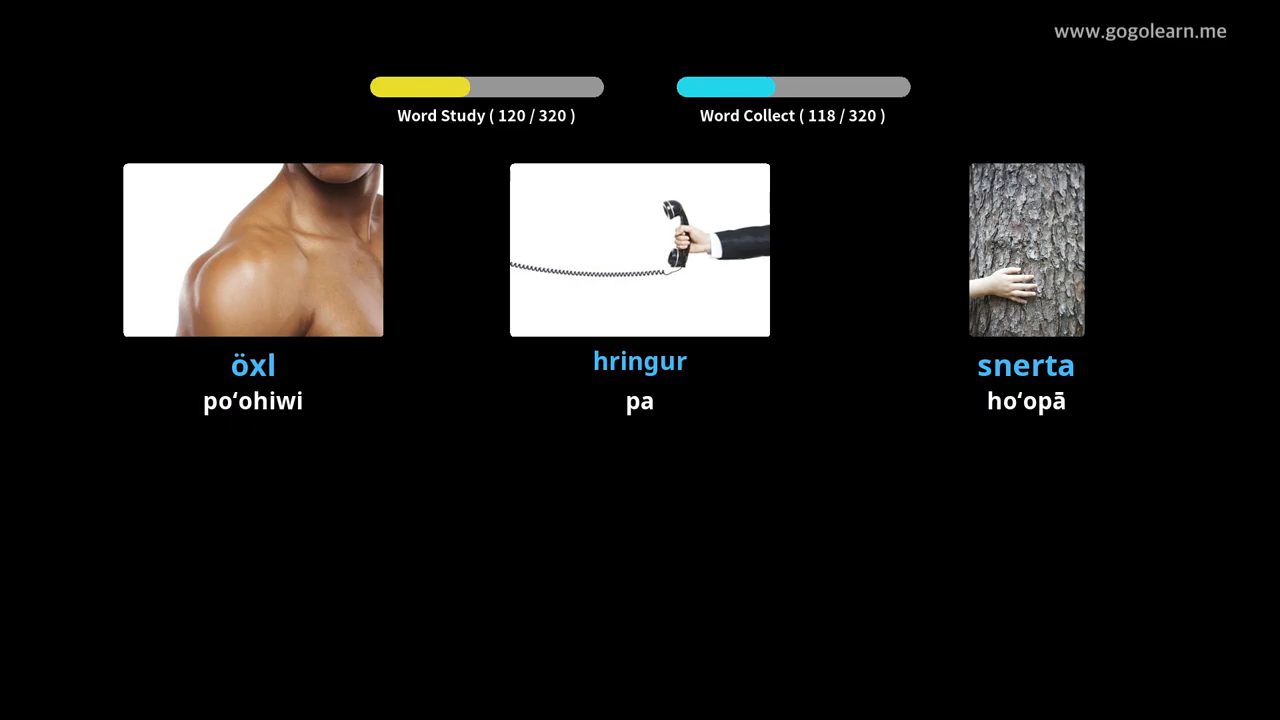 www.gogolearn.me
Word Study ( 120 / 320 )
Word Collect ( 118 / 320 )
öxl
hringur
snerta
poʻohiwi
pa
hoʻopā